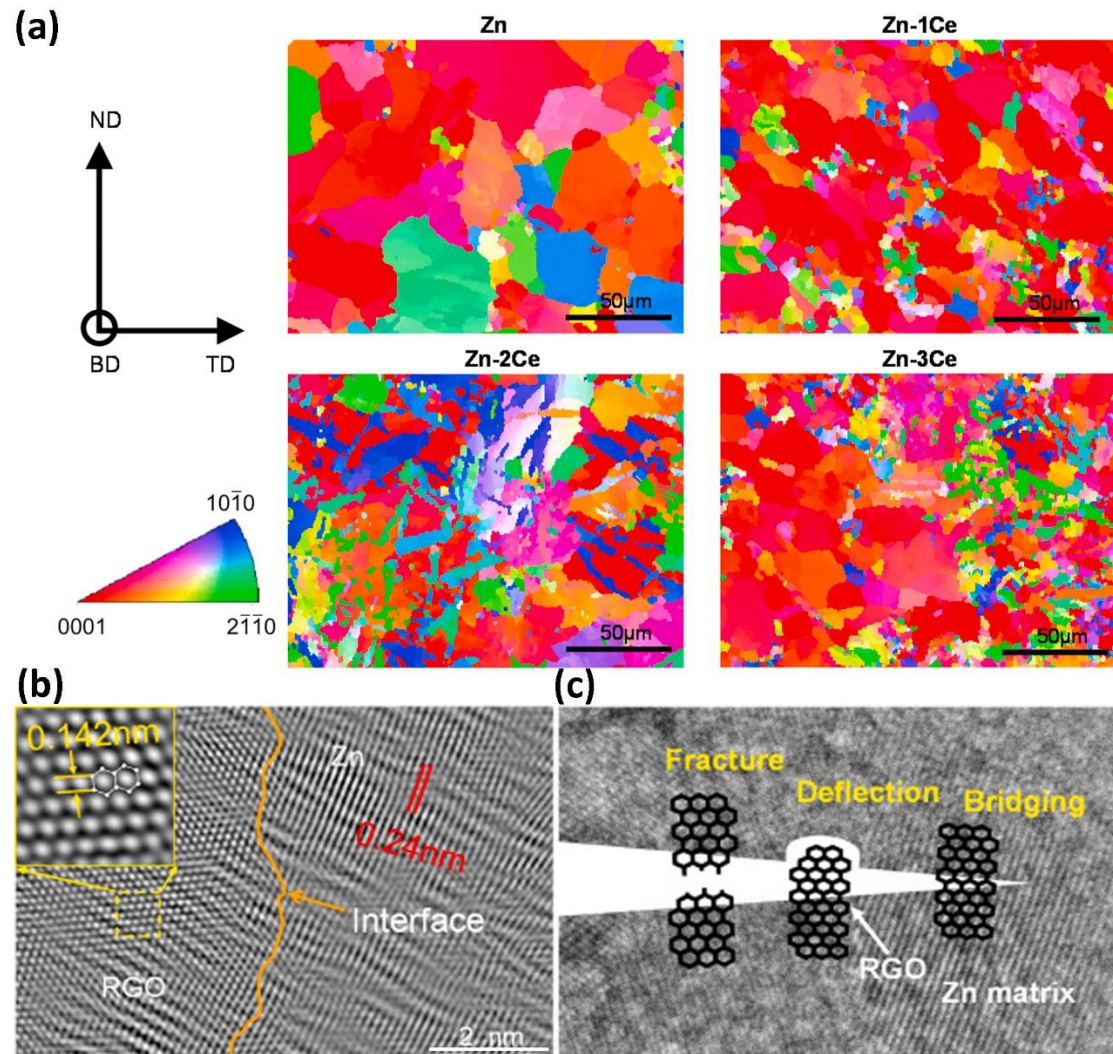 (a)
Zn
Zn-1Ce
ND
BD
TD
50µm
50µm
Zn-2Ce
Zn-3Ce
101̄0
0001
21̄1̄0
50µm
50µm
(b)
(c)
0.142nm
Zn
0.24nm
Interface
RGO
2 nm
Fracture
Deflection
Bridging
RGO
Zn matrix